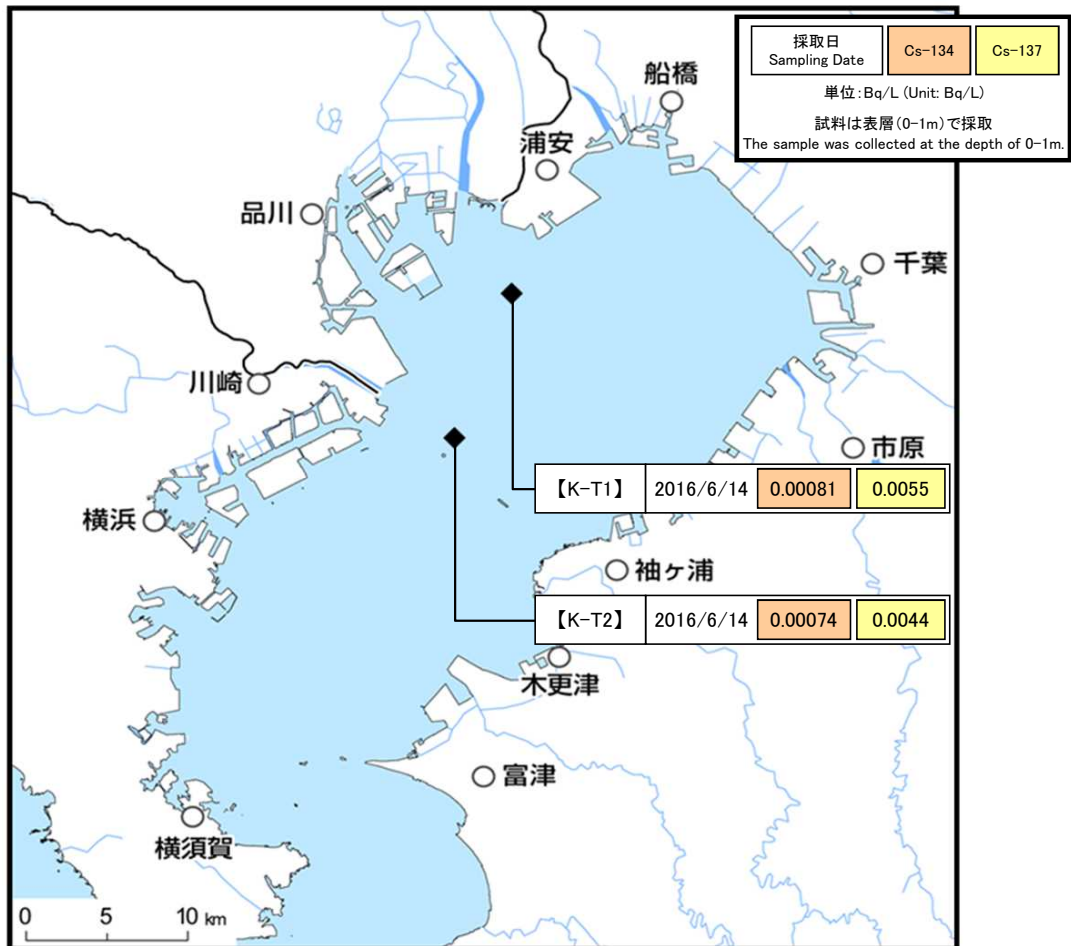 採取日
Sampling Date
Cs-134
Cs-137
単位:Bq/L (Unit: Bq/L)
試料は表層(0-1m)で採取
The sample was collected at the depth of 0-1m.
船橋
浦安
品川
千葉
川崎
市原
【K-T1】 2016/6/14 0.00081 0.0055
横浜
袖ヶ浦
【K-T2】 2016/6/14 0.00074 0.0044
木更津
富津
横須賀
0 5 10 km